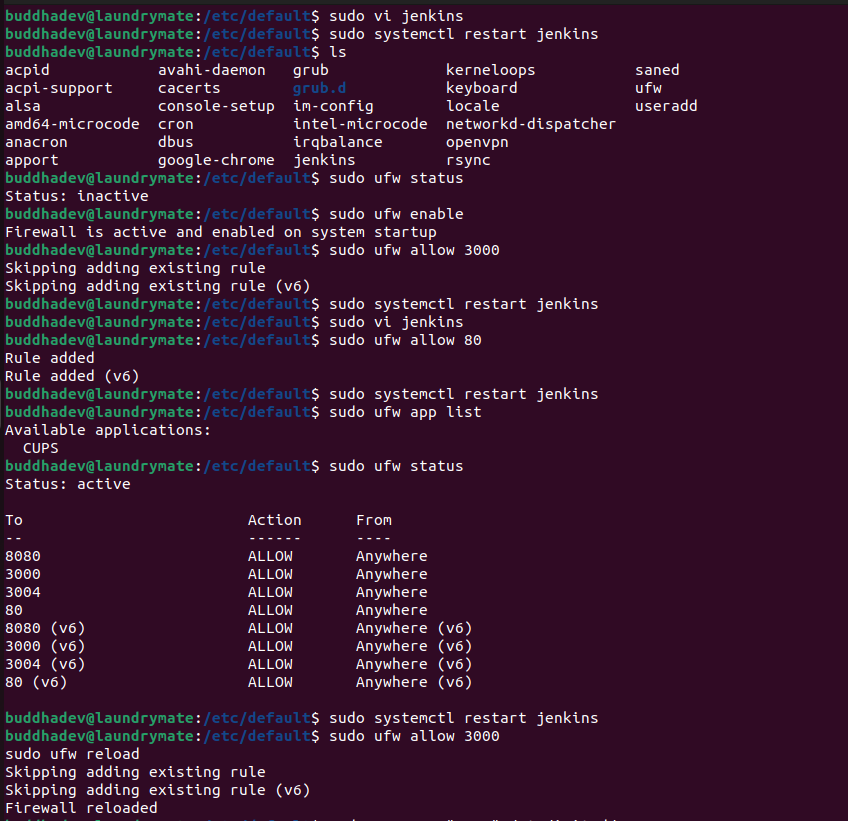 buddhadev@laundrymate:/etc/default$ sudo vi jenkins
buddhadev@laundrymate:/etc/default$ sudo systemctl restart jenkins
buddhadev@laundrymate:/etc/default$ ls
acpid avahi-daemon grub kerneloops saned
acpi-support cacerts grub.d keyboard ufw
alsa console-setup im-config locale useradd
amd64-microcode cron intel-microcode networkd-dispatcher
anacron dbus irqbalance openvpn
apport google-chrome jenkins rsync
buddhadev@laundrymate:/etc/default$ sudo ufw status
Status: inactive
buddhadev@laundrymate:/etc/default$ sudo ufw enable
Firewall is active and enabled on system startup
buddhadev@laundrymate:/etc/default$ sudo ufw allow 3000
Skipping adding existing rule
Skipping adding existing rule (v6)
buddhadev@laundrymate:/etc/default$ sudo systemctl restart jenkins
buddhadev@laundrymate:/etc/default$ sudo vi jenkins
buddhadev@laundrymate:/etc/default$ sudo ufw allow 80
Rule added
Rule added (v6)
buddhadev@laundrymate:/etc/default$ sudo systemctl restart jenkins
buddhadev@laundrymate:/etc/default$ sudo ufw app list
Available applications:
CUPS
buddhadev@laundrymate:/etc/default$ sudo ufw status
Status: active
To Action From
-- ------ ----
8080 ALLOW Anywhere
3000 ALLOW Anywhere
3004 ALLOW Anywhere
80 ALLOW Anywhere
8080 (v6) ALLOW Anywhere (v6)
3000 (v6) ALLOW Anywhere (v6)
3004 (v6) ALLOW Anywhere (v6)
80 (v6) ALLOW Anywhere (v6)
buddhadev@laundrymate:/etc/default$ sudo systemctl restart jenkins
buddhadev@laundrymate:/etc/default$ sudo ufw allow 3000
sudo ufw reload
Skipping adding existing rule
Skipping adding existing rule (v6)
Firewall reloaded